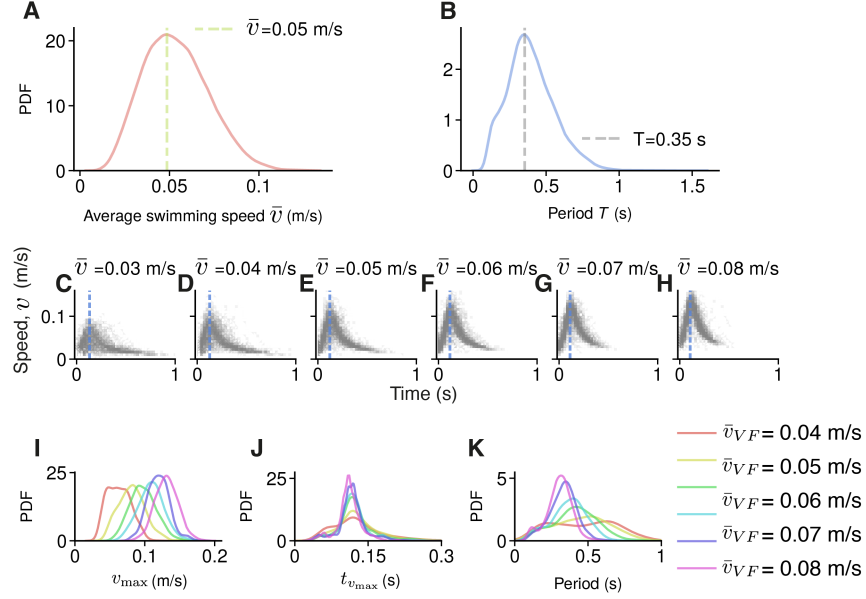 A
B
v̄=0.05 m/s
T=0.35 s
PDF
20
10
0
0
0.05
0.1
Average swimming speed v̄ (m/s)
2
1
0
0
0.5
1
1.5
Period T (s)
v̄ =0.03 m/s
v̄ =0.04 m/s
v̄ =0.05 m/s
v̄ =0.06 m/s
v̄ =0.07 m/s
v̄ =0.08 m/s
C
D
E
F
G
H
Speed, v (m/s)
0.1
0
0
1
0
1
0
1
0
1
0
1
0
1
Time (s)
I
J
K
PDF
25
0
0
0.1
0.2
v_max (m/s)
PDF
25
0
0
0.15
0.3
t_v_max (s)
PDF
5
0
0
0.5
1
Period (s)
v̄_VF = 0.04 m/s
v̄_VF = 0.05 m/s
v̄_VF = 0.06 m/s
v̄_VF = 0.07 m/s
v̄_VF = 0.08 m/s